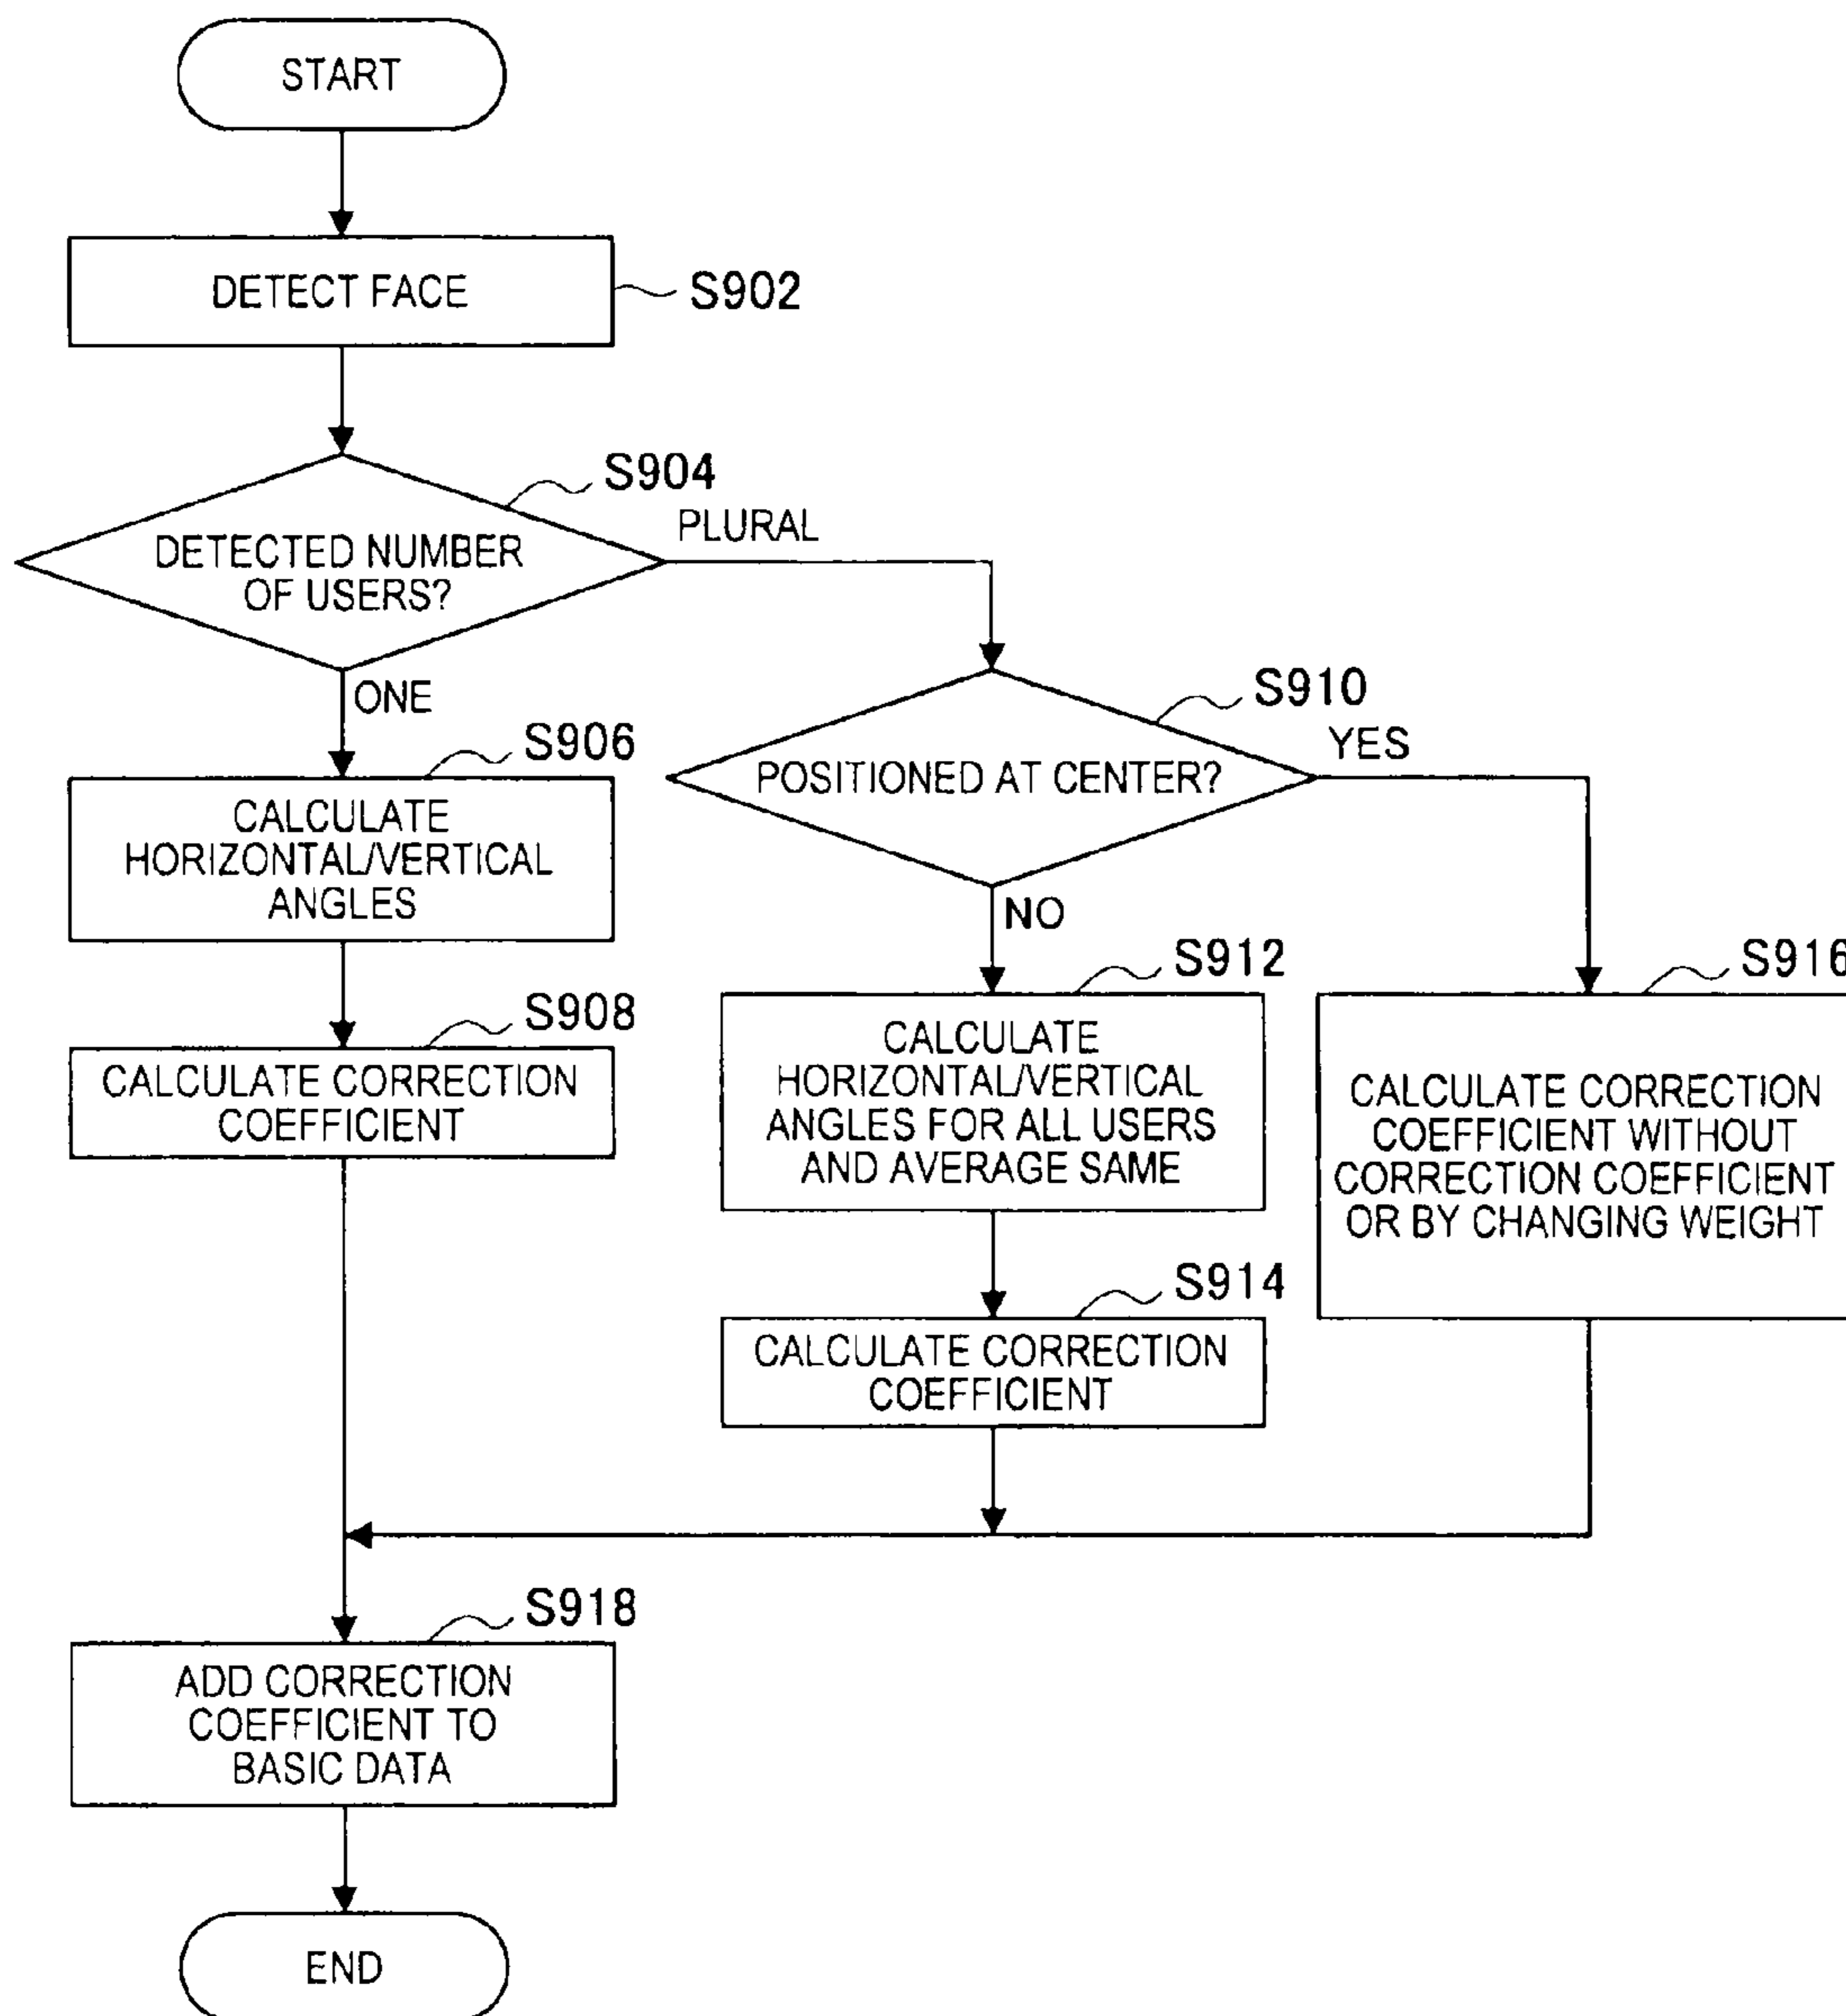 START
DETECT FACE
S902
S904
DETECTED NUMBER
OF USERS?
PLURAL
ONE
S906
CALCULATE
HORIZONTAL/VERTICAL
ANGLES
S908
CALCULATE CORRECTION
COEFFICIENT
S910
POSITIONED AT CENTER?
YES
NO
S912
CALCULATE
HORIZONTAL/VERTICAL
ANGLES FOR ALL USERS
AND AVERAGE SAME
S914
CALCULATE CORRECTION
COEFFICIENT
S916
CALCULATE CORRECTION
COEFFICIENT WITHOUT
CORRECTION COEFFICIENT
OR BY CHANGING WEIGHT
S918
ADD CORRECTION
COEFFICIENT TO
BASIC DATA
END